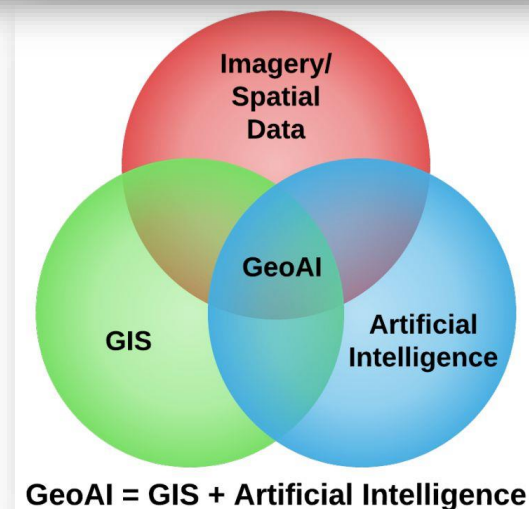 Imagery/
Spatial
Data
GeoAI
GIS
Artificial
Intelligence
GeoAI = GIS + Artificial Intelligence